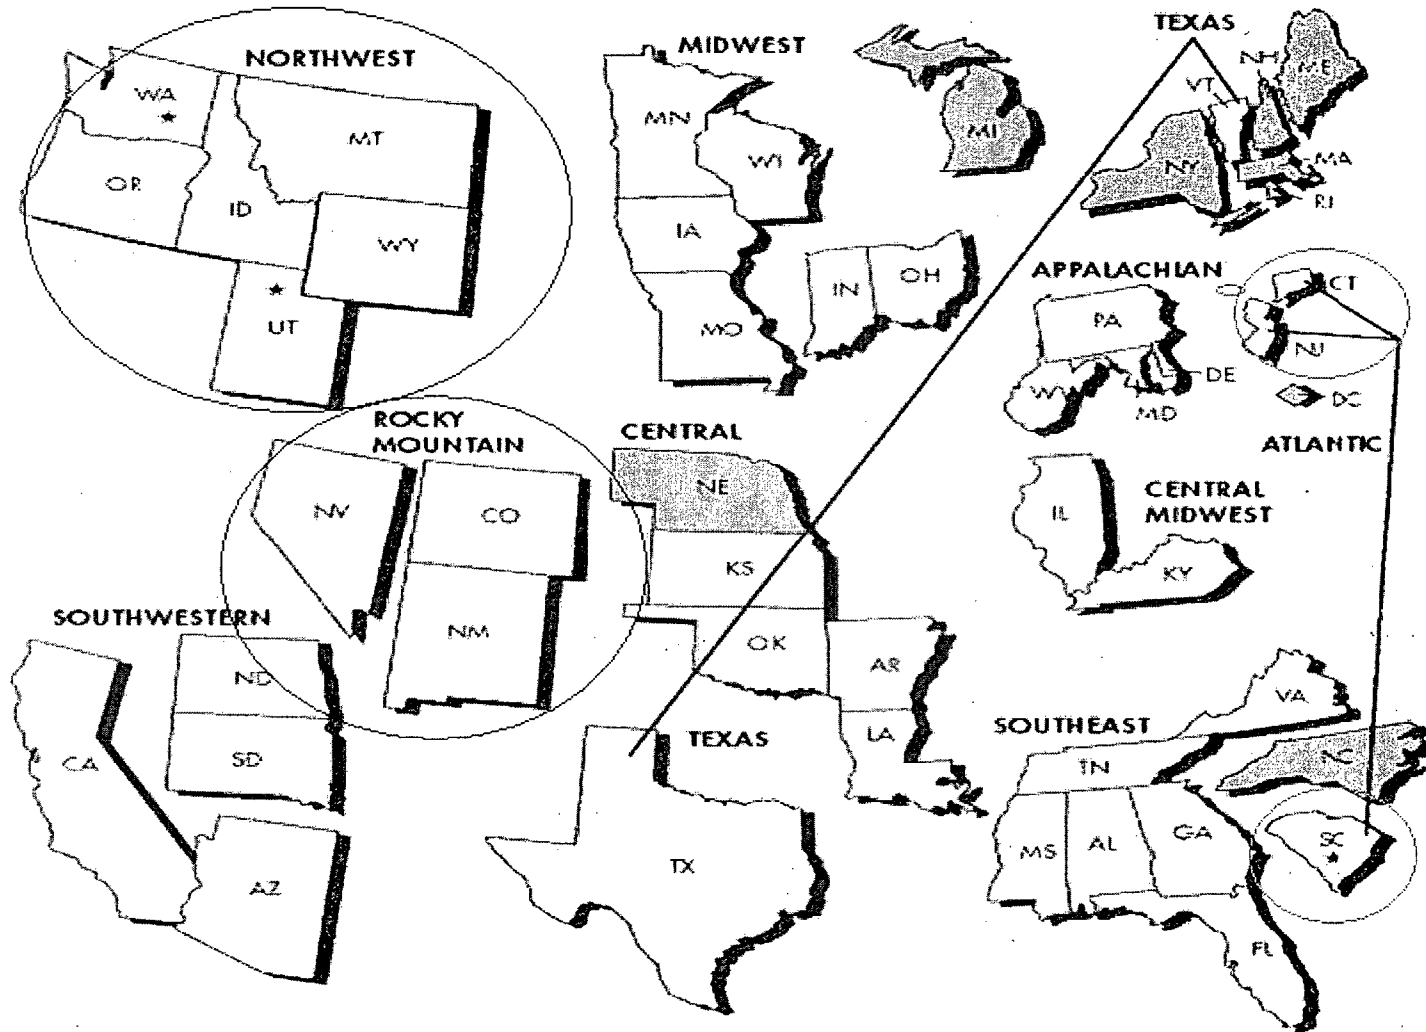 NORTHWEST
WA
MT
OR
ID
WY
UT
MIDWEST
MN
WI
MI
IA
IN
OH
MO
TEXAS
NH
ME
VT
NY
MA
RI
APPALACHIAN
PA
DE
MD
CT
NJ
DC
ATLANTIC
ROCKY
MOUNTAIN
NV
CO
NM
CENTRAL
NE
KS
OK
AR
LA
CENTRAL
MIDWEST
IL
KY
SOUTHWESTERN
ND
CA
SD
AZ
TEXAS
TX
SOUTHEAST
VA
TN
NC
SC
MS
AL
GA
FL